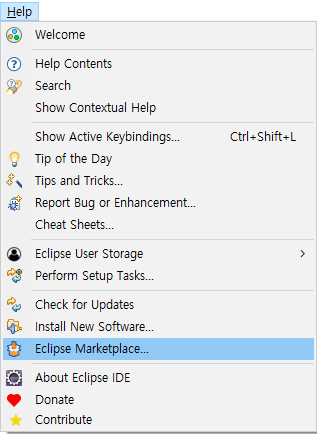 Help
Welcome
Help Contents
Search
Show Contextual Help
Show Active Keybindings... Ctrl+Shift+L
Tip of the Day
Tips and Tricks...
Report Bug or Enhancement...
Cheat Sheets...
Eclipse User Storage
Perform Setup Tasks...
Check for Updates
Install New Software...
Eclipse Marketplace...
About Eclipse IDE
Donate
Contribute